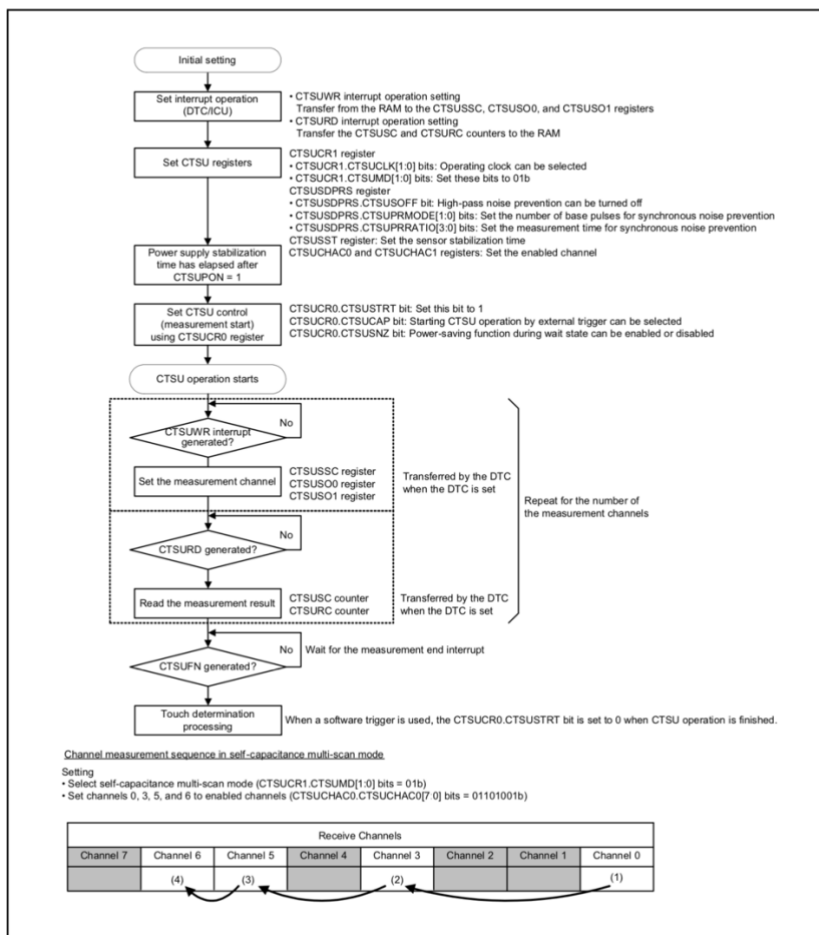 Initial setting
Set interrupt operation
(DTC/ICU)
• CTSUWR interrupt operation setting
Transfer from the RAM to the CTSUSSC, CTSUSO0, and CTSUSO1 registers
• CTSURD interrupt operation setting
Transfer the CTSUSC and CTSURC counters to the RAM
Set CTSU registers
CTSUCR1 register
• CTSUCR1.CTSUCLK[1:0] bits: Operating clock can be selected
• CTSUCR1.CTSUMD[1:0] bits: Set these bits to 01b
CTSUSDPRS register
• CTSUSDPRS.CTSUSOFF bit: High-pass noise prevention can be turned off
• CTSUSDPRS.CTSUPRMODE[1:0] bits: Set the number of base pulses for synchronous noise prevention
• CTSUSDPRS.CTSUPRRATIO[3:0] bits: Set the measurement time for synchronous noise prevention
CTSUSST register: Set the sensor stabilization time
CTSUCHAC0 and CTSUCHAC1 registers: Set the enabled channel
Power supply stabilization
time has elapsed after
CTSUPON = 1
Set CTSU control
(measurement start)
using CTSUCR0 register
CTSUCR0.CTSUSTRT bit: Set this bit to 1
CTSUCR0.CTSUCAP bit: Starting CTSU operation by external trigger can be selected
CTSUCR0.CTSUSNZ bit: Power-saving function during wait state can be enabled or disabled
CTSU operation starts
No
CTSUWR interrupt
generated?
Set the measurement channel
CTSUSSC register
CTSUSO0 register
CTSUSO1 register
Transferred by the DTC
when the DTC is set
Repeat for the number of
the measurement channels
No
CTSURD generated?
Read the measurement result
CTSUSC counter
CTSURC counter
Transferred by the DTC
when the DTC is set
No
Wait for the measurement end interrupt
CTSUFN generated?
Touch determination
processing
When a software trigger is used, the CTSUCR0.CTSUSTRT bit is set to 0 when CTSU operation is finished.
Channel measurement sequence in self-capacitance multi-scan mode
Setting
• Select self-capacitance multi-scan mode (CTSUCR1.CTSUMD[1:0] bits = 01b)
• Set channels 0, 3, 5, and 6 to enabled channels (CTSUCHAC0.CTSUCHAC0[7:0] bits = 01101001b)
Receive Channels
Channel 7 Channel 6 Channel 5 Channel 4 Channel 3 Channel 2 Channel 1 Channel 0
(4) (3) (2) (1)